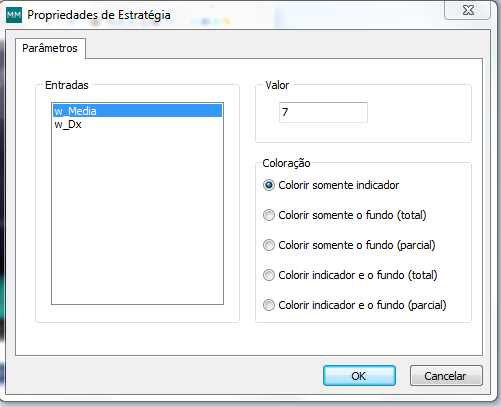 MM Propriedades de Estratégia
Parâmetros
Entradas
w_Media
w_Dx
Valor
7
Coloração
Colorir somente indicador
Colorir somente o fundo (total)
Colorir somente o fundo (parcial)
Colorir indicador e o fundo (total)
Colorir indicador e o fundo (parcial)
OK
Cancelar